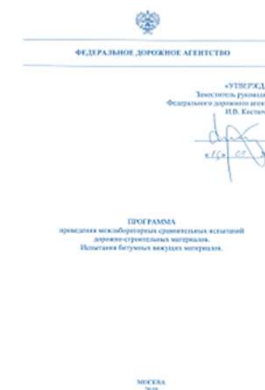 ФЕДЕРАЛЬНОЕ ДОРОЖНОЕ АГЕНТСТВО
«УТВЕРЖД
Заместитель руковод
Федерального дорожного аген
И.В. Костюч
ПРОГРАММА
проведения межлабораторных сравнительных испытаний
дорожно-строительных материалов.
Испытания битумных вяжущих материалов.
МОСКВА